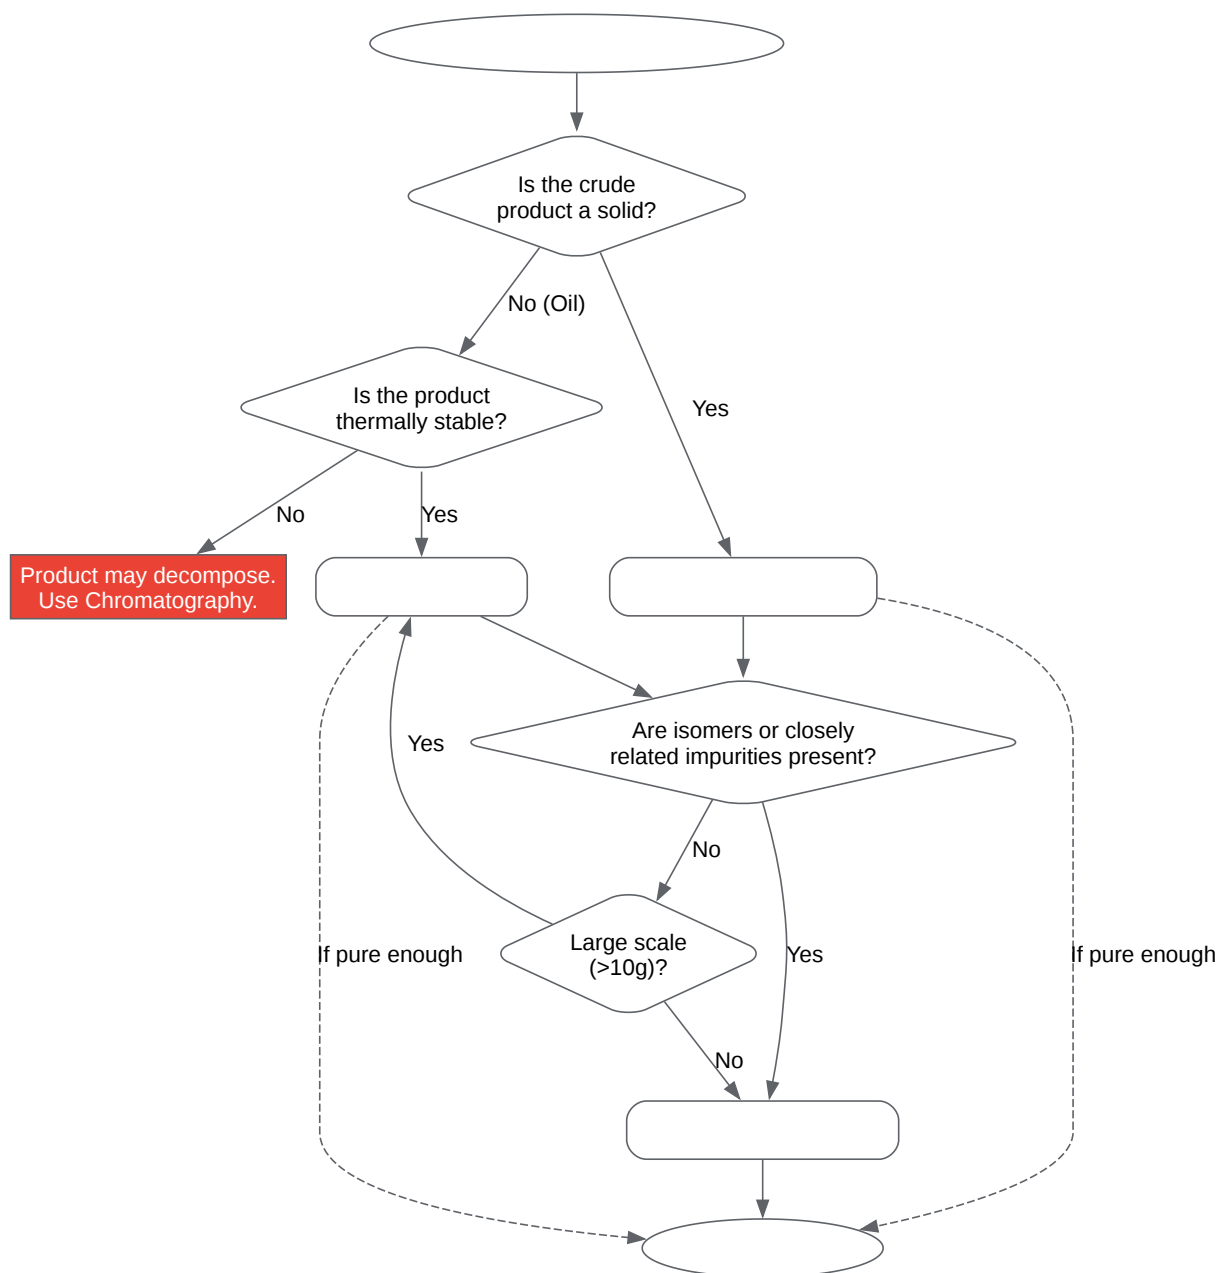 Is the crude
product a solid?
No (Oil)
Is the product
thermally stable?
Yes
No
Yes
Product may decompose.
Use Chromatography.
Are isomers or closely
related impurities present?
Yes
No
If pure enough
Large scale
(>10g)?
Yes
If pure enough
No